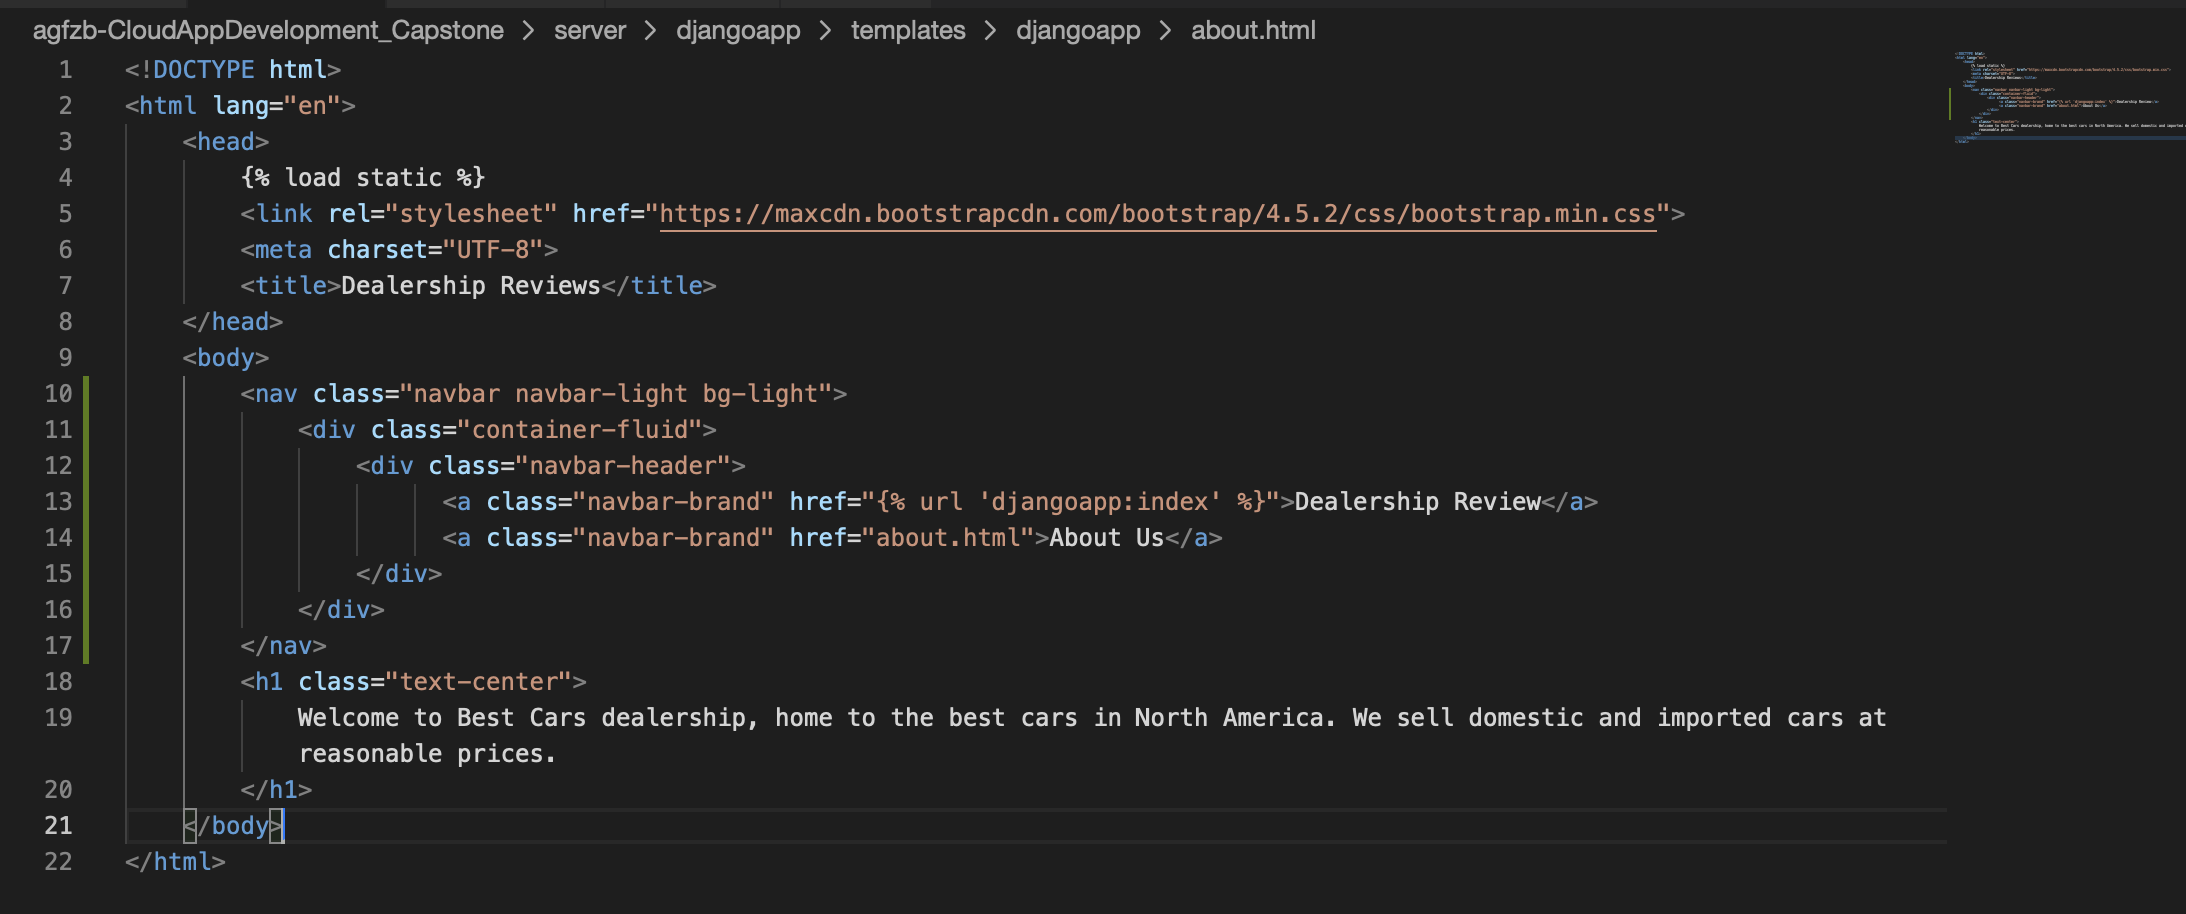 agfzb-CloudAppDevelopment_Capstone > server > djangoapp > templates > djangoapp > about.html
1 <!DOCTYPE html>
2 <html lang="en">
3 <head>
4 {% load static %}
5 <link rel="stylesheet" href="https://maxcdn.bootstrapcdn.com/bootstrap/4.5.2/css/bootstrap.min.css">
6 <meta charset="UTF-8">
7 <title>Dealership Reviews</title>
8 </head>
9 <body>
10 <nav class="navbar navbar-light bg-light">
11 <div class="container-fluid">
12 <div class="navbar-header">
13 <a class="navbar-brand" href="{% url 'djangoapp:index' %}">Dealership Review</a>
14 <a class="navbar-brand" href="about.html">About Us</a>
15 </div>
16 </div>
17 </nav>
18 <h1 class="text-center">
19 Welcome to Best Cars dealership, home to the best cars in North America. We sell domestic and imported cars at
reasonable prices.
20 </h1>
21 </body>
22 </html>